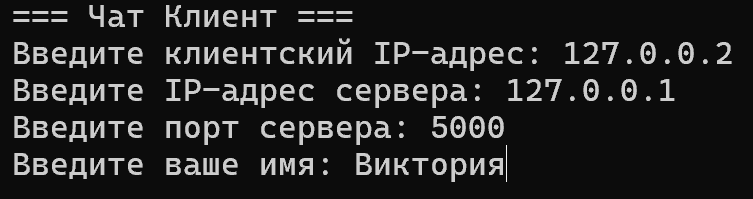 === Чат Клиент ===
Введите клиентский IP-адрес: 127.0.0.2
Введите IP-адрес сервера: 127.0.0.1
Введите порт сервера: 5000
Введите ваше имя: Виктория